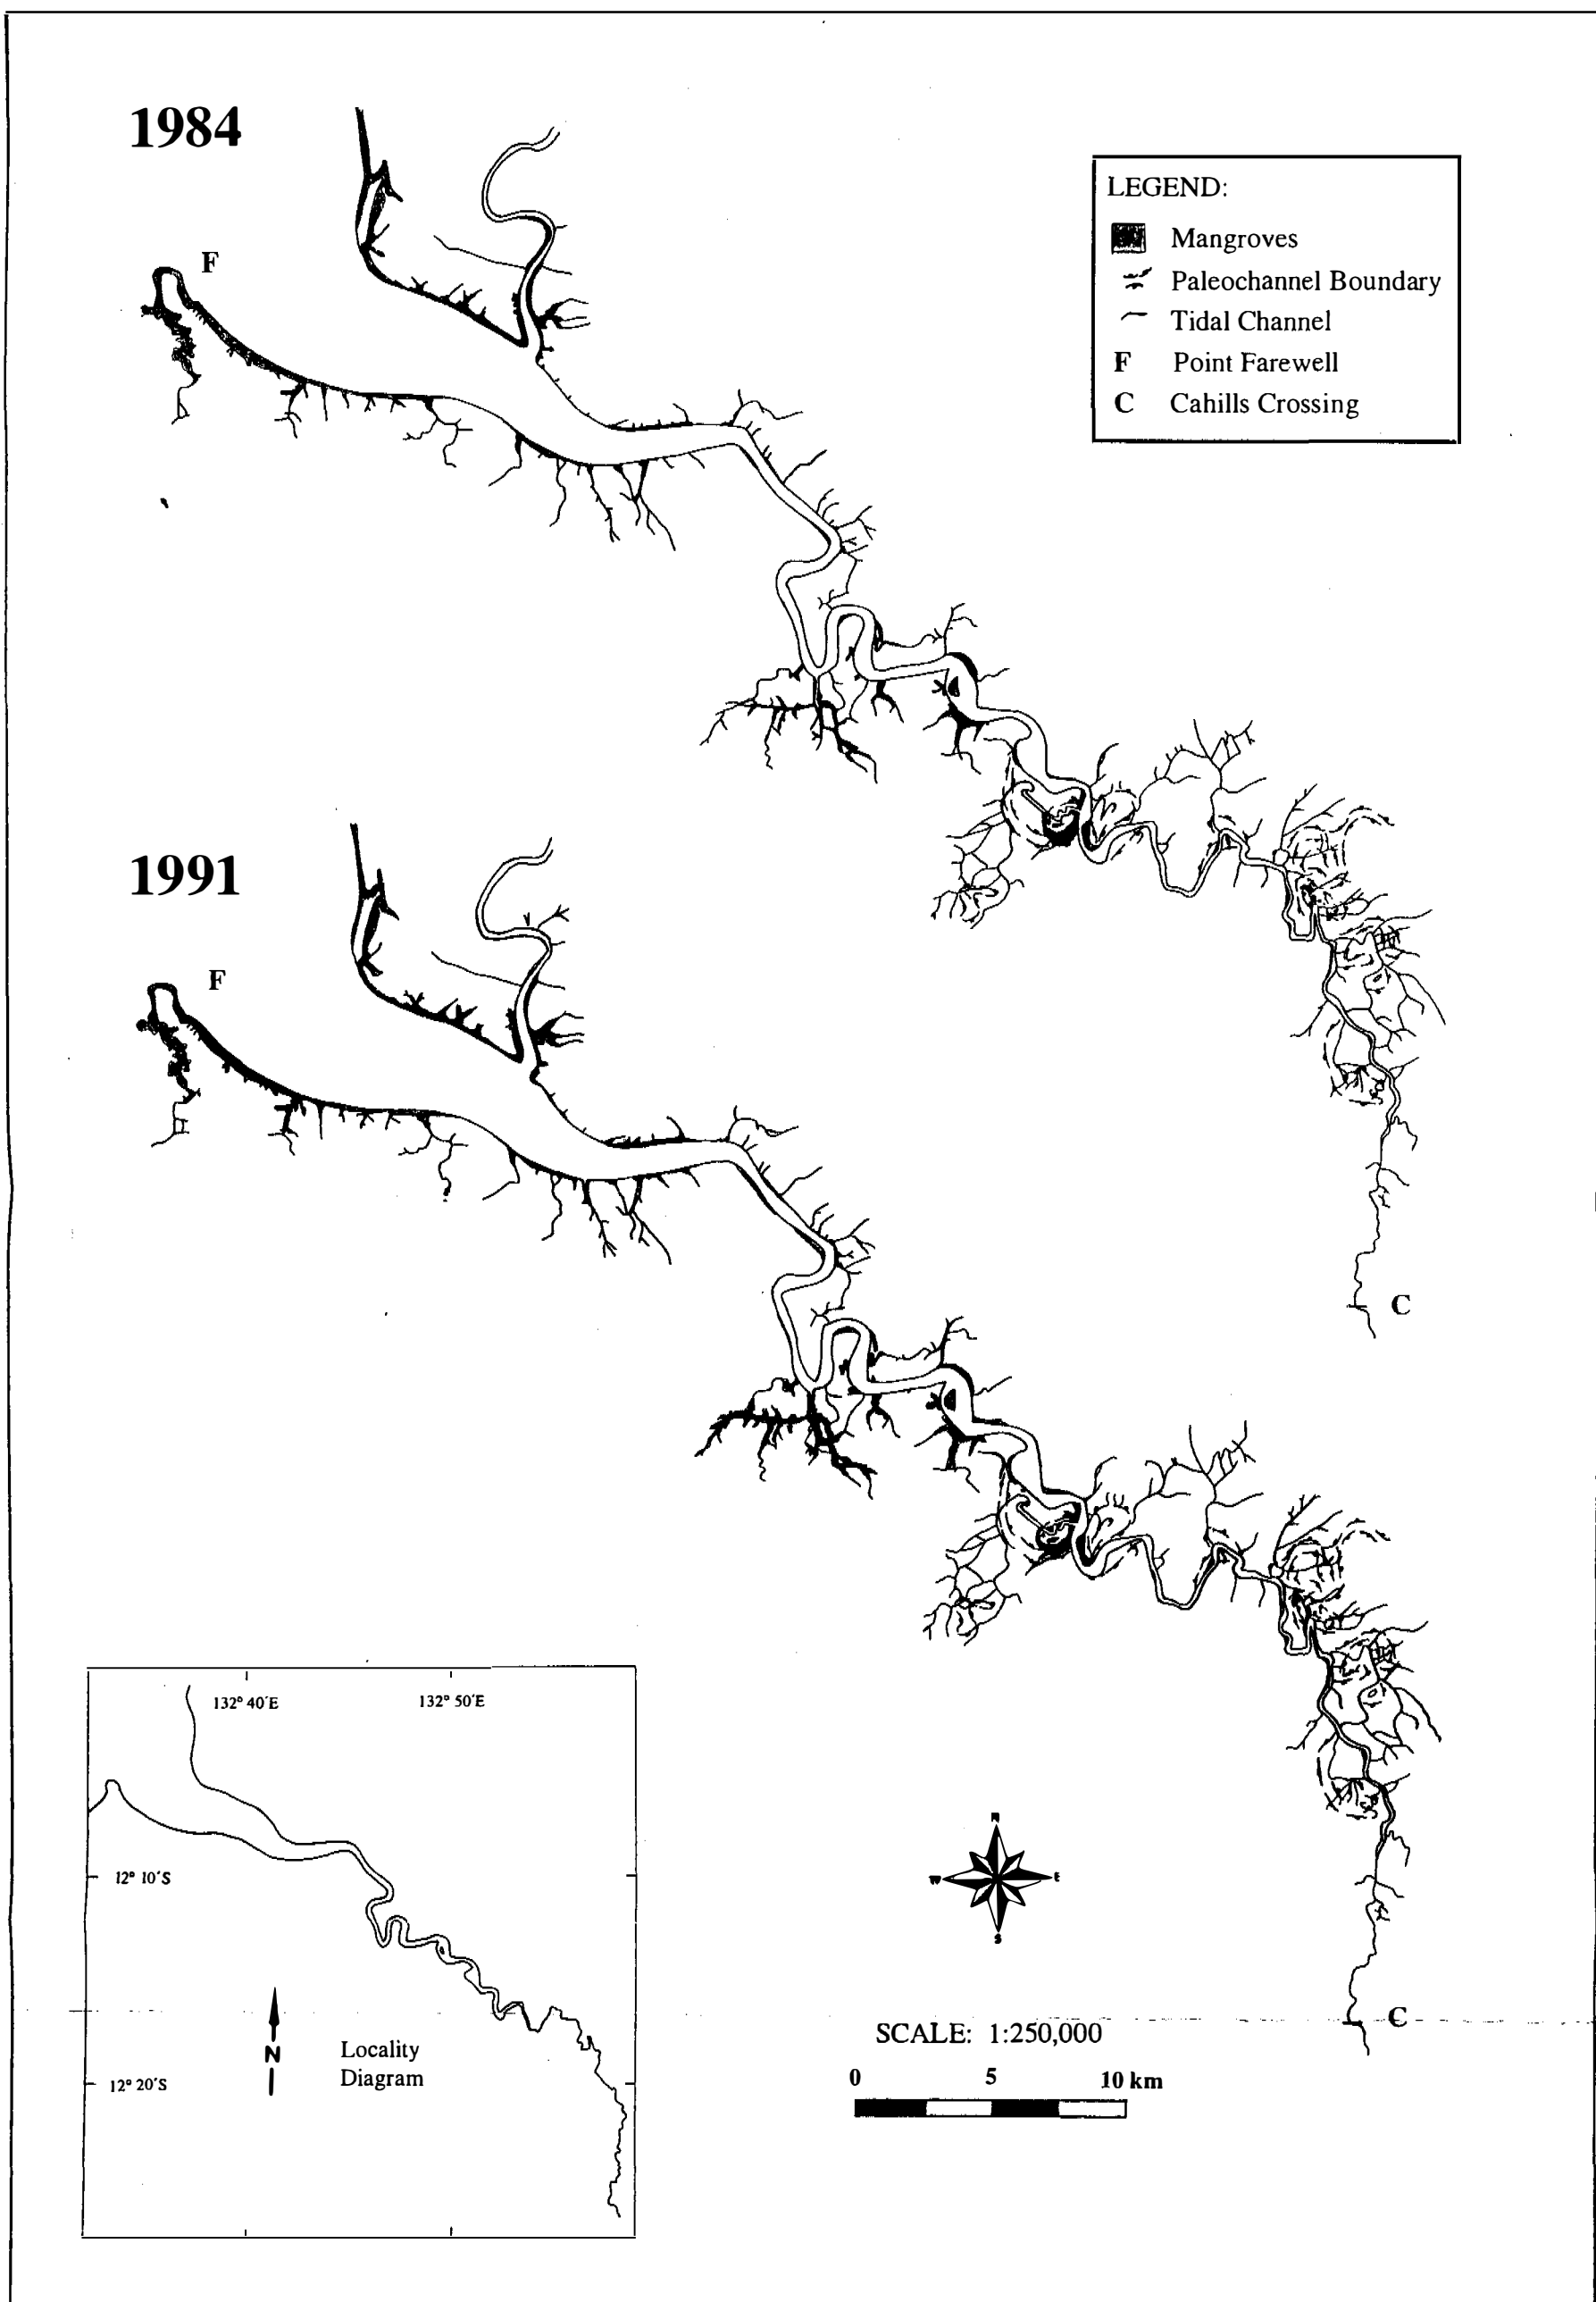 1984
F
LEGEND:
Mangroves
Paleochannel Boundary
Tidal Channel
F Point Farewell
C Cahills Crossing
C
1991
F
C
132° 40'E
132° 50'E
12° 10'S
12° 20'S
N
Locality
Diagram
N
W
E
S
SCALE: 1:250,000
0 5 10 km